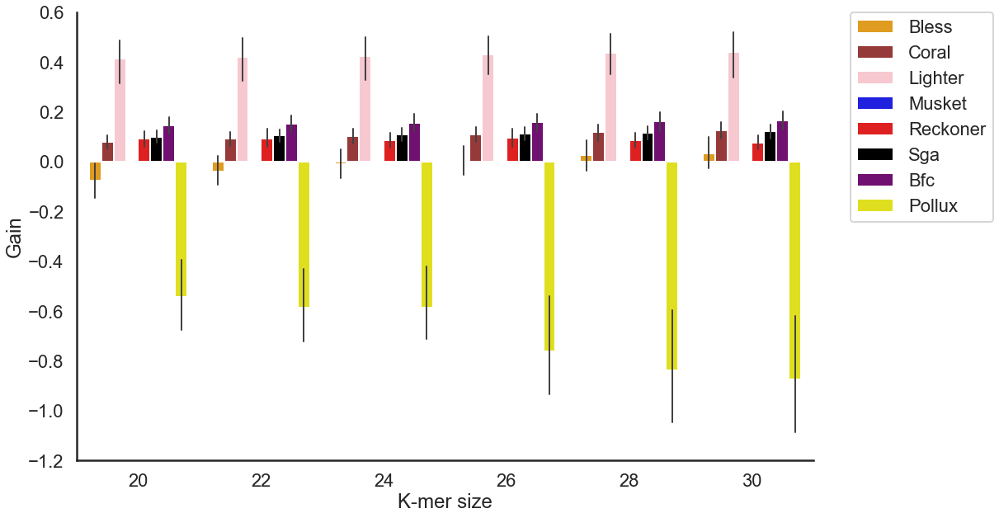 0.6
0.4
0.2
0.0
−0.2
−0.4
−0.6
−0.8
−1.0
−1.2
Gain
20 22 24 26 28 30
K-mer size
Bless
Coral
Lighter
Musket
Reckoner
Sga
Bfc
Pollux